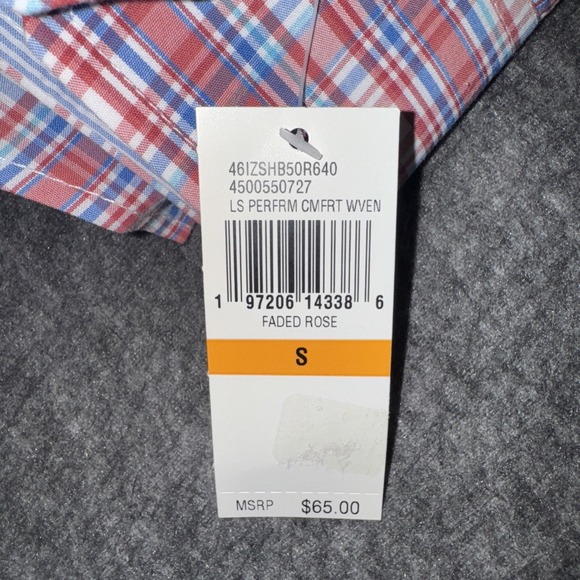 46IZSHB50R640
4500550727
LS PERFRM CMFRT WVEN
1 97206 14338 6
FADED ROSE
S
MSRP $65.00